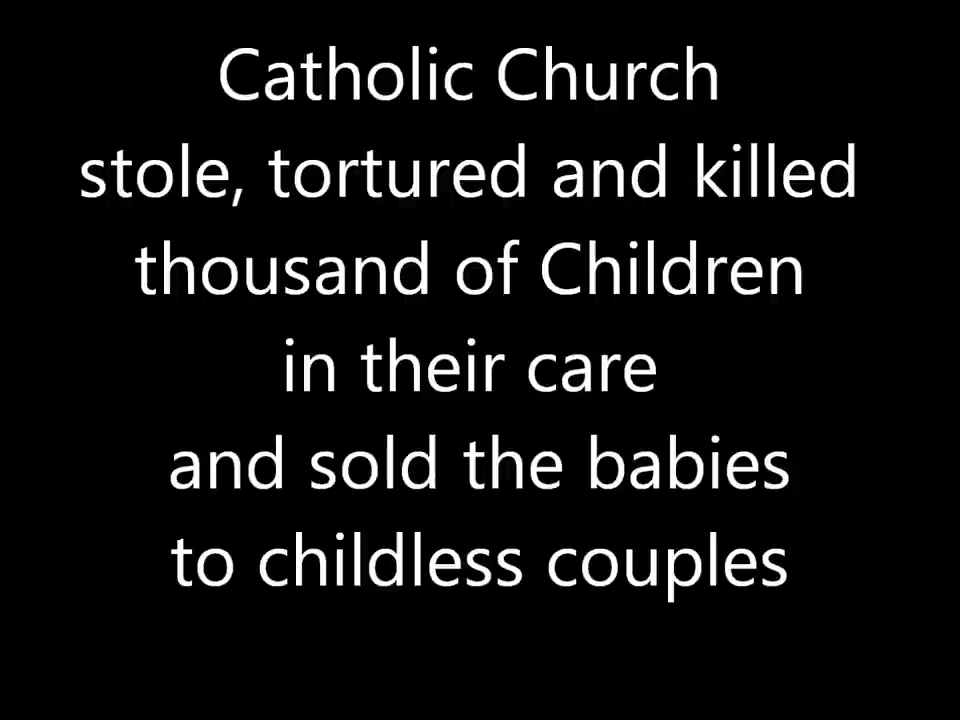 Catholic Church
stole, tortured and killed
thousand of Children
in their care
and sold the babies
to childless couples